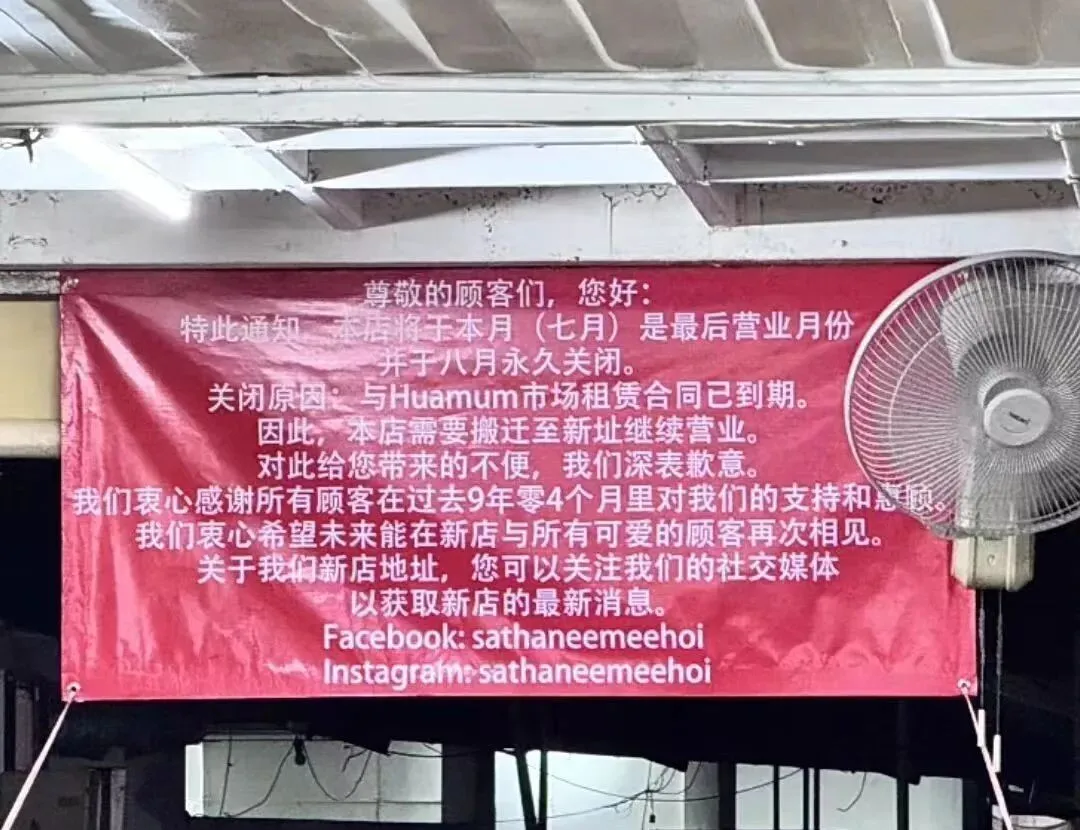 尊敬的顾客们，您好：
特此通知，本店将于本月（七月）是最后营业月份
并于八月永久关闭。
关闭原因：与Huamum市场租赁合同已到期。
因此，本店需要搬迁至新址继续营业。
对此给您带来的不便，我们深表歉意。
我们衷心感谢所有顾客在过去9年零4个月里对我们的支持和惠顾。
我们衷心希望未来能在新店与所有可爱的顾客再次相见。
关于我们新店地址，您可以关注我们的社交媒体
以获取新店的最新消息。
Facebook: sathaneemeehoi
Instagram: sathaneemeehoi